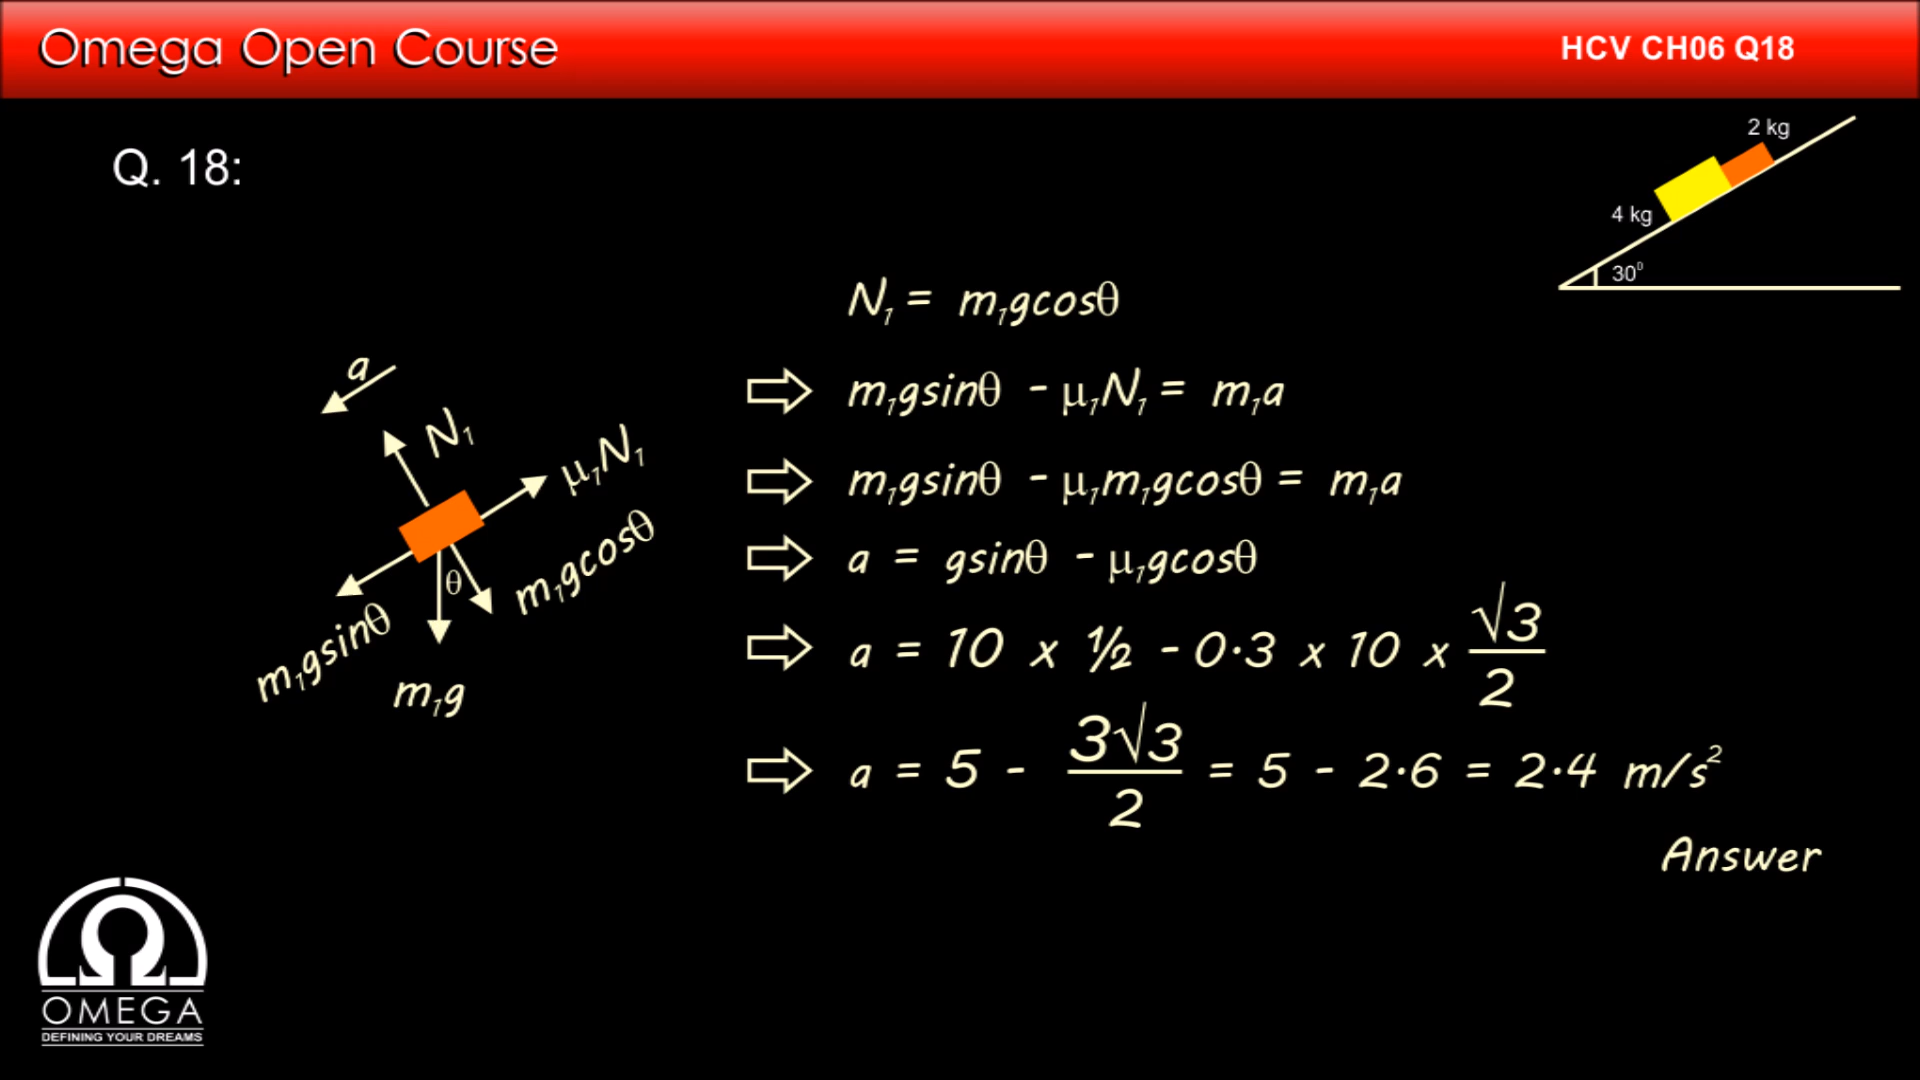 Omega Open Course
HCV CH06 Q18
2 kg
Q. 18:
4 kg
30⁰
N₁ = m₁gcosθ
a
⇨ m₁gsinθ - μ₁N₁ = m₁a
N₁
μ₁N₁
⇨ m₁gsinθ - μ₁m₁gcosθ = m₁a
m₁gcosθ
⇨ a = gsinθ - μ₁gcosθ
θ
m₁gsinθ
⇨ a = 10 x ½ - 0·3 x 10 x √3/2
m₁g
⇨ a = 5 - 3√3/2 = 5 - 2·6 = 2·4 m/s²
Answer
OMEGA
DEFINING YOUR DREAMS